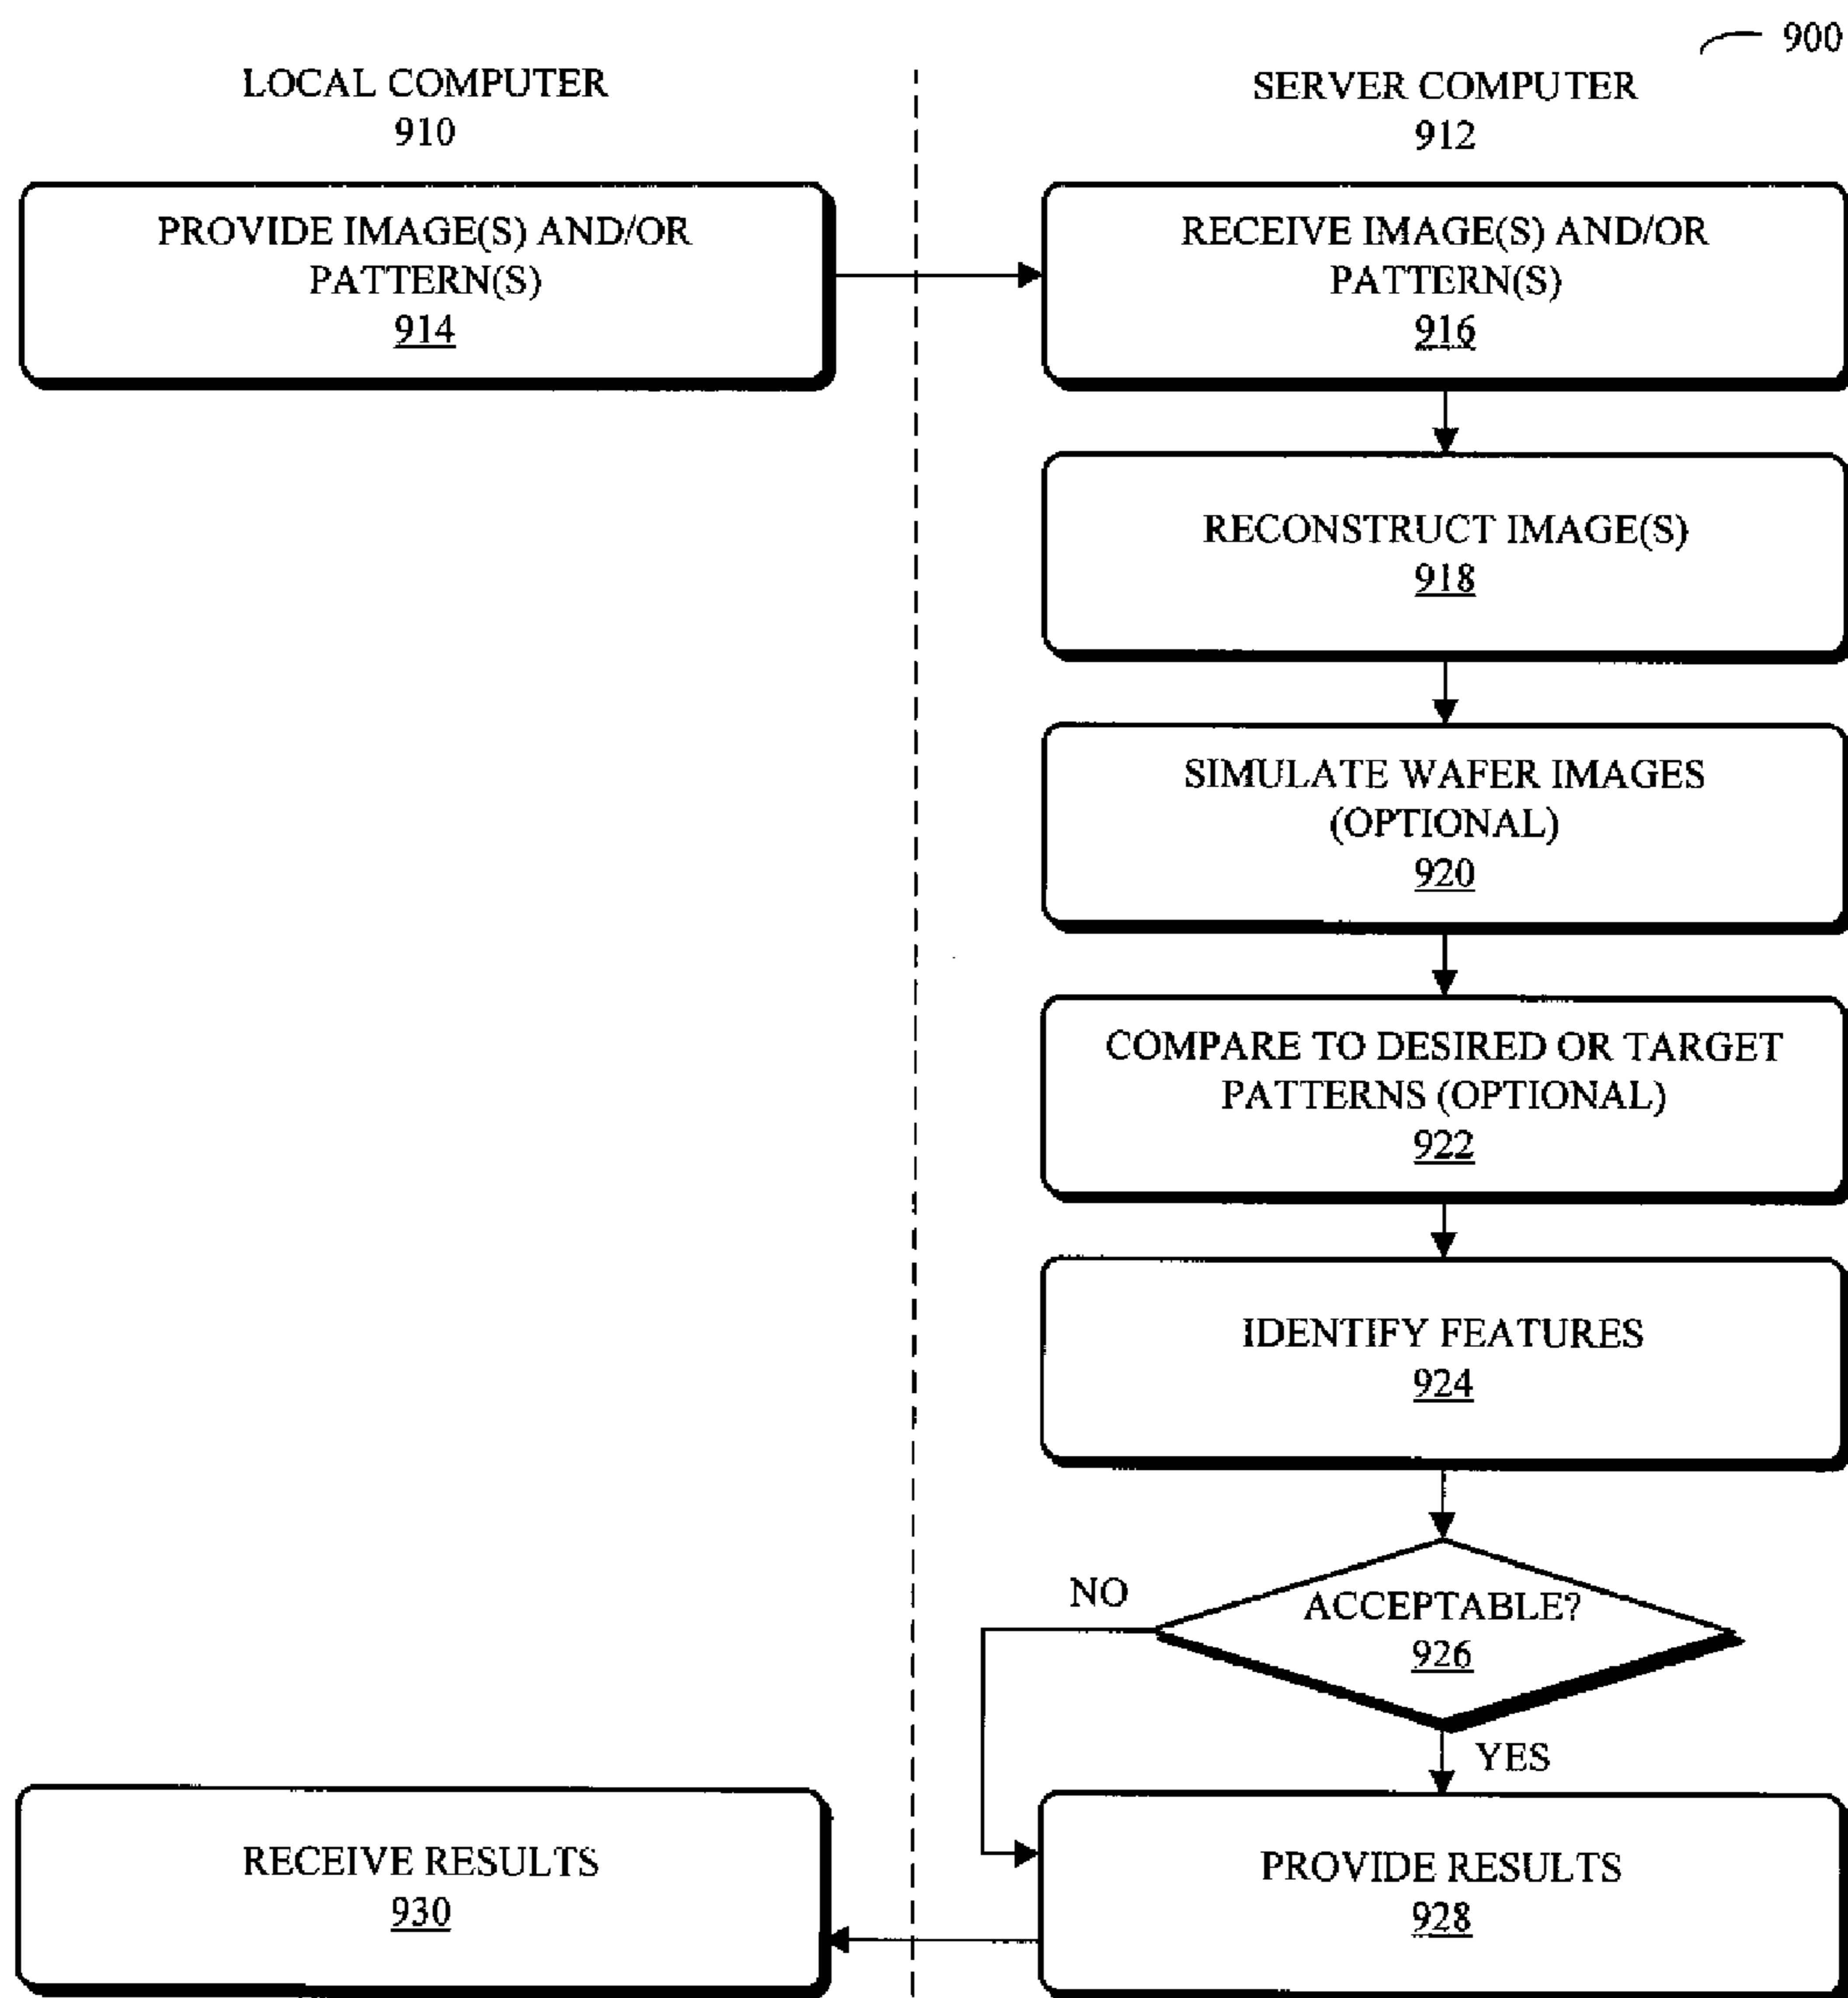 900
LOCAL COMPUTER
910
SERVER COMPUTER
912
PROVIDE IMAGE(S) AND/OR
PATTERN(S)
914
RECEIVE IMAGE(S) AND/OR
PATTERN(S)
916
RECONSTRUCT IMAGE(S)
918
SIMULATE WAFER IMAGES
(OPTIONAL)
920
COMPARE TO DESIRED OR TARGET
PATTERNS (OPTIONAL)
922
IDENTIFY FEATURES
924
NO
ACCEPTABLE?
926
YES
RECEIVE RESULTS
930
PROVIDE RESULTS
928